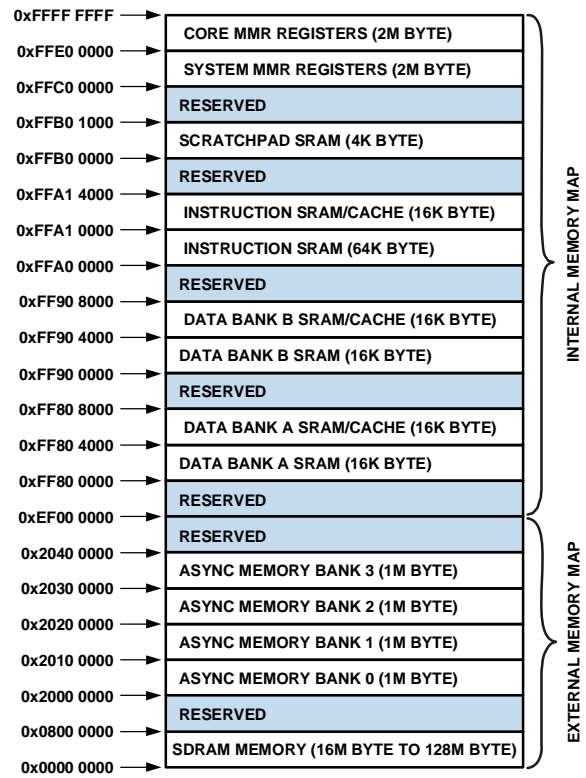 0xFFFF FFFF
CORE MMR REGISTERS (2M BYTE)
0xFFE0 0000
SYSTEM MMR REGISTERS (2M BYTE)
0xFFC0 0000
RESERVED
0xFFB0 1000
SCRATCHPAD SRAM (4K BYTE)
0xFFB0 0000
RESERVED
0xFFA1 4000
INSTRUCTION SRAM/CACHE (16K BYTE)
0xFFA1 0000
INSTRUCTION SRAM (64K BYTE)
0xFFA0 0000
RESERVED
0xFF90 8000
DATA BANK B SRAM/CACHE (16K BYTE)
0xFF90 4000
DATA BANK B SRAM (16K BYTE)
0xFF90 0000
RESERVED
0xFF80 8000
DATA BANK A SRAM/CACHE (16K BYTE)
0xFF80 4000
DATA BANK A SRAM (16K BYTE)
0xFF80 0000
RESERVED
0xEF00 0000
RESERVED
0x2040 0000
ASYNC MEMORY BANK 3 (1M BYTE)
0x2030 0000
ASYNC MEMORY BANK 2 (1M BYTE)
0x2020 0000
ASYNC MEMORY BANK 1 (1M BYTE)
0x2010 0000
ASYNC MEMORY BANK 0 (1M BYTE)
0x2000 0000
RESERVED
0x0800 0000
SDRAM MEMORY (16M BYTE TO 128M BYTE)
0x0000 0000
INTERNAL MEMORY MAP
EXTERNAL MEMORY MAP